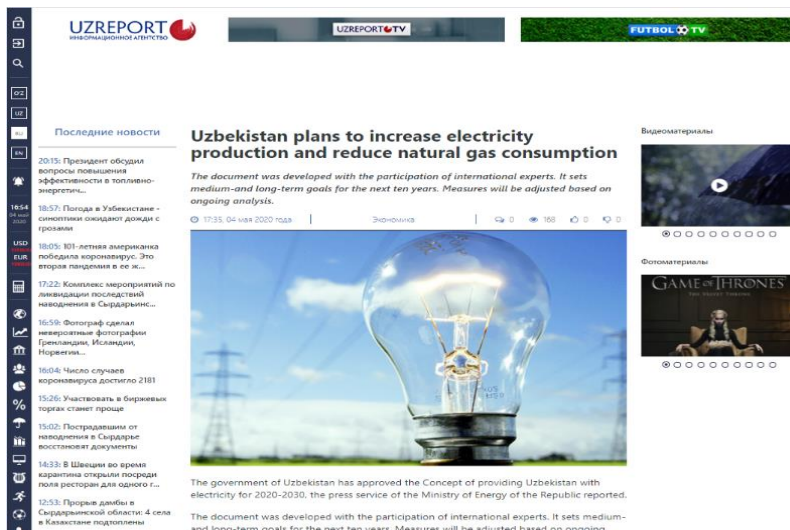 UZREPORT
ИНФОРМАЦИОННОЕ АГЕНТСТВО
UZREPORT TV
FUTBOL TV
O'Z
UZ
RU
EN
16:54
04 май
2020
USD
EUR
Последние новости
20:15: Президент обсудил
вопросы повышения
эффективности в топливно-
энергетич...
18:57: Погода в Узбекистане -
синоптики ожидают дожди с
грозами
18:05: 101-летняя американка
победила коронавирус. Это
вторая пандемия в ее ж...
17:22: Комплекс мероприятий по
ликвидации последствий
наводнения в Сырдарьинс...
16:59: Фотограф сделал
невероятные фотографии
Гренландии, Исландии,
Норвегии...
16:04: Число случаев
коронавируса достигло 2181
15:26: Участвовать в биржевых
торгах станет проще
15:02: Пострадавшим от
наводнения в Сырдарье
восстановят документы
14:33: В Швеции во время
карантина открыли посреди
поля ресторан для одного г...
12:53: Прорыв дамбы в
Сырдарьинской области: 4 села
в Казахстане подтоплены
Uzbekistan plans to increase electricity
production and reduce natural gas consumption
The document was developed with the participation of international experts. It sets
medium-and long-term goals for the next ten years. Measures will be adjusted based on
ongoing analysis.
17:35, 04 мая 2020 года | Экономика | 0 168 0 0
The government of Uzbekistan has approved the Concept of providing Uzbekistan with
electricity for 2020-2030, the press service of the Ministry of Energy of the Republic reported.
The document was developed with the participation of international experts. It sets medium-
and long-term goals for the next ten years. Measures will be adjusted based on ongoing
Видеоматериалы
Фотоматериалы
GAME OF THRONES